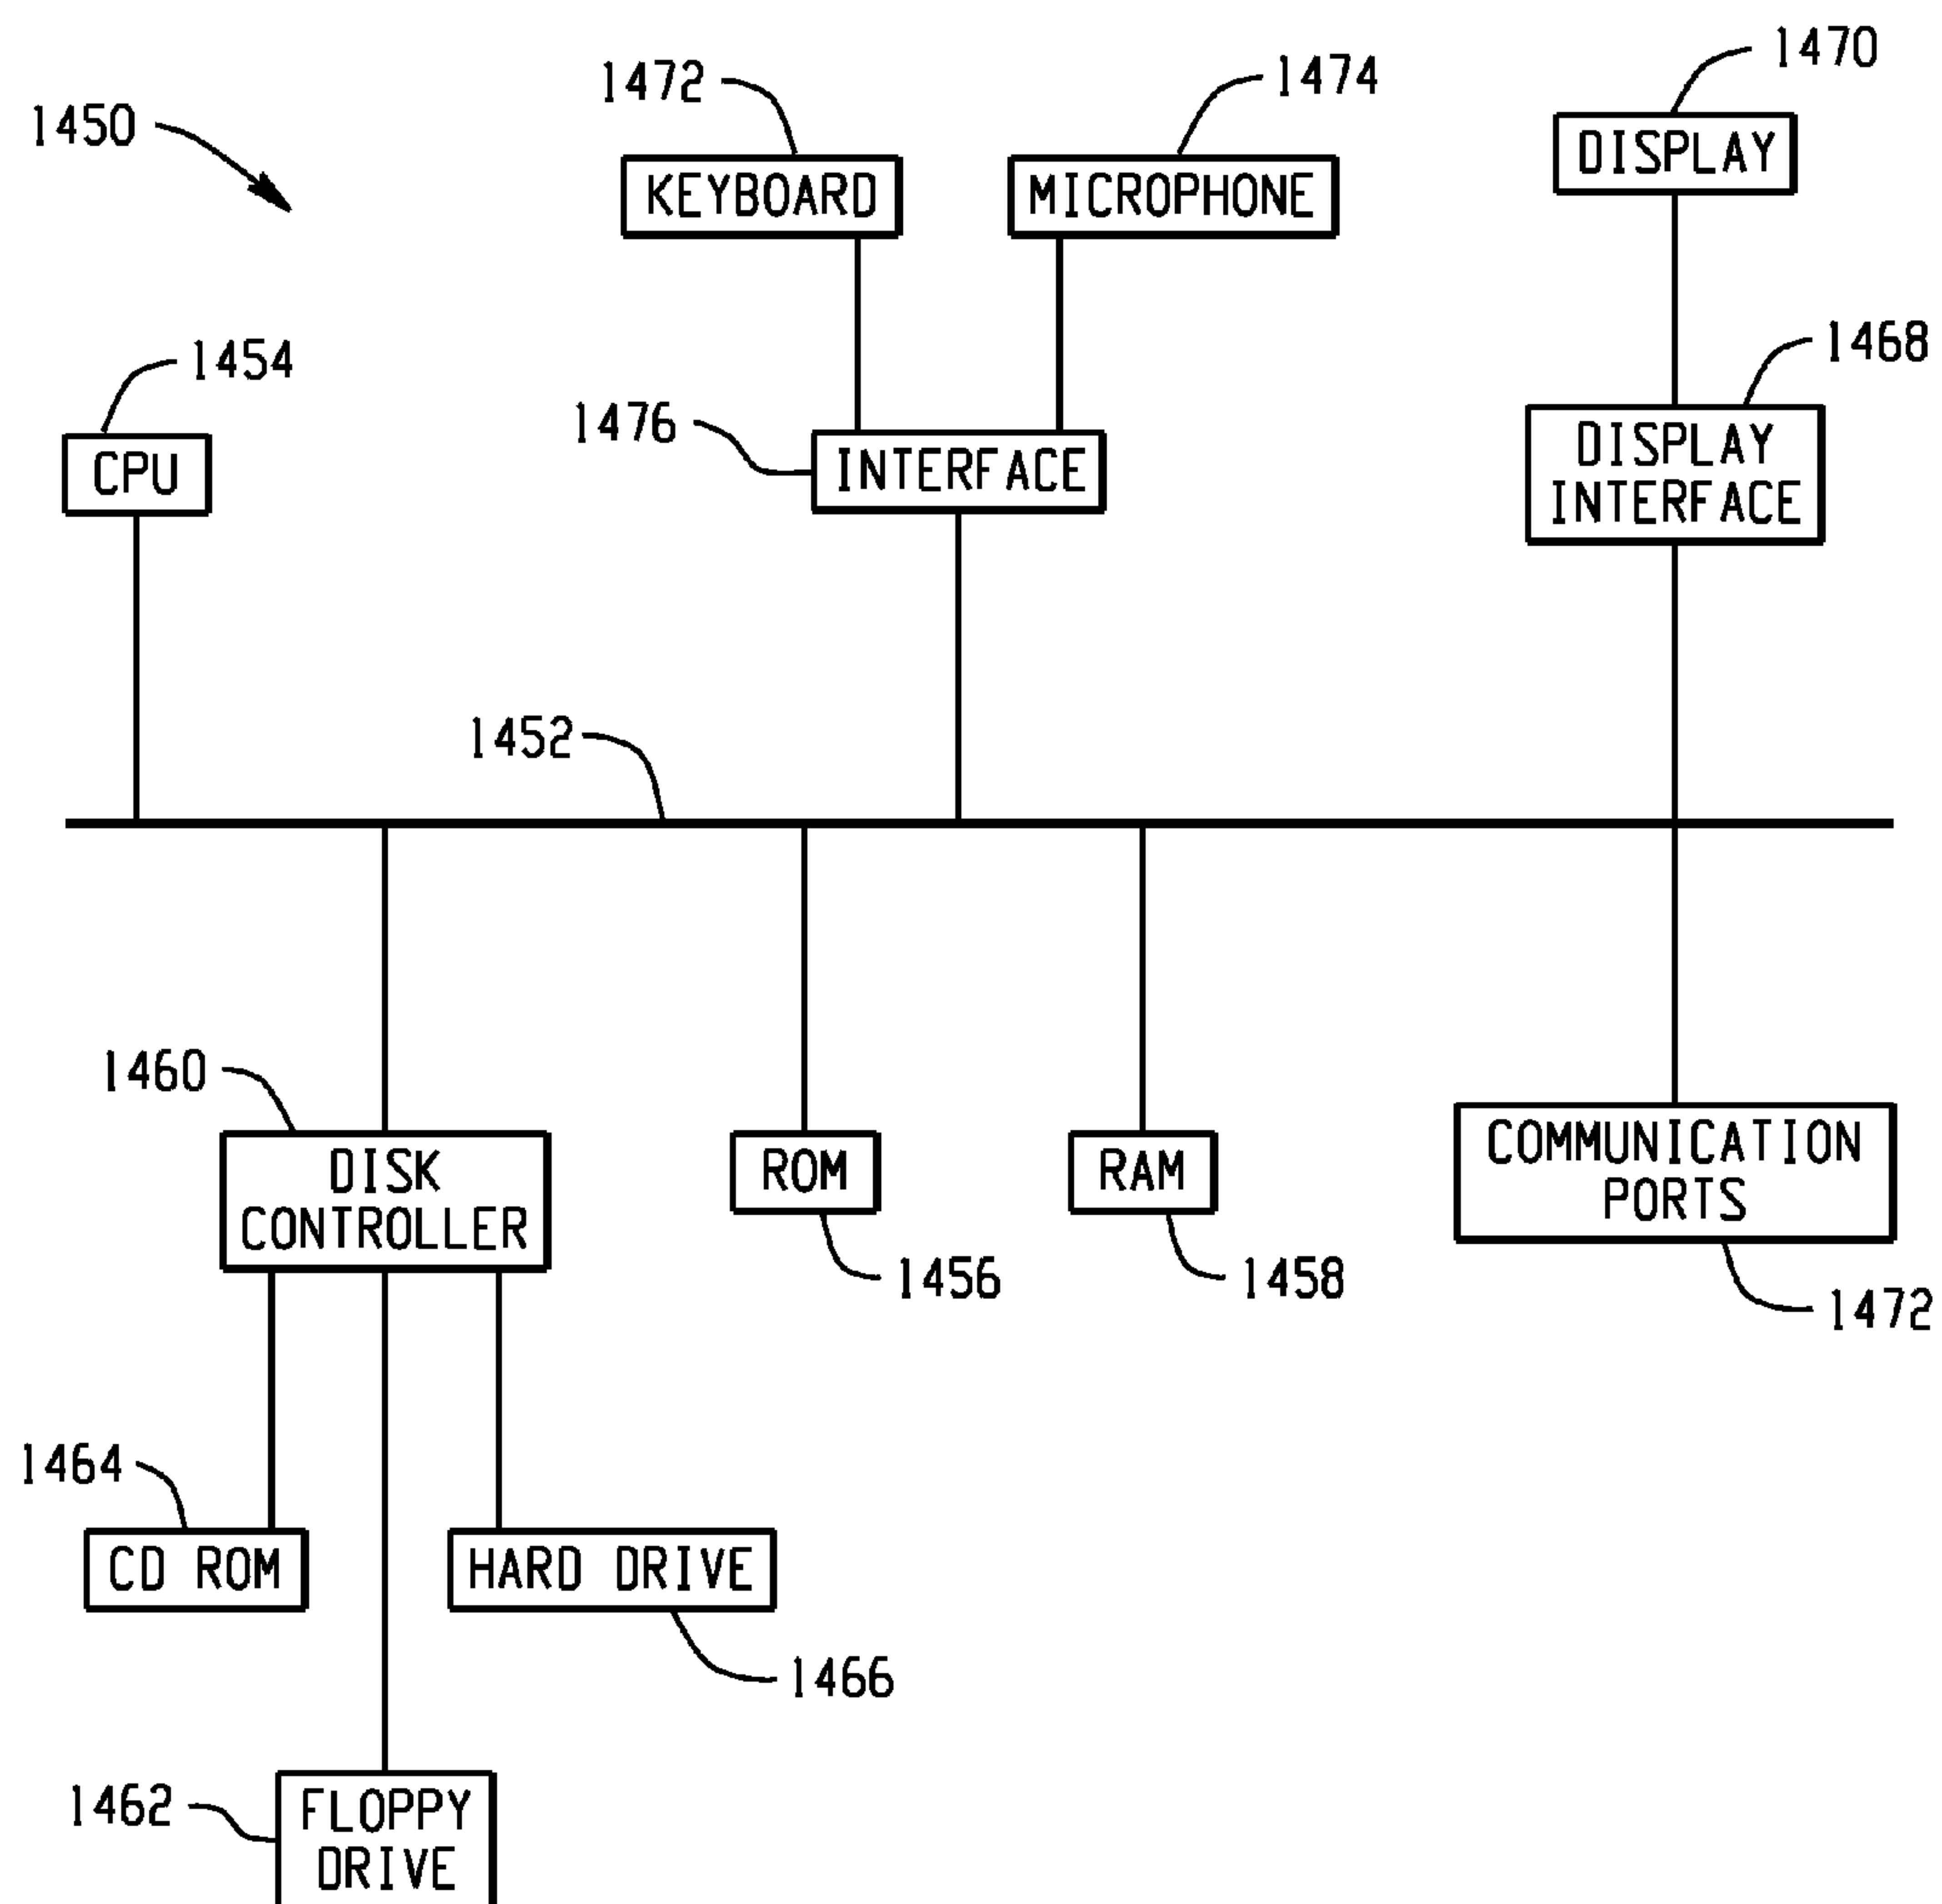 1470
1472
1474
1450
DISPLAY
KEYBOARD
MICROPHONE
1468
1454
1476
DISPLAY
INTERFACE
CPU
INTERFACE
1452
1460
COMMUNICATION
PORTS
DISK
CONTROLLER
ROM
RAM
1456
1458
1472
1464
CD ROM
HARD DRIVE
1466
1462
FLOPPY
DRIVE